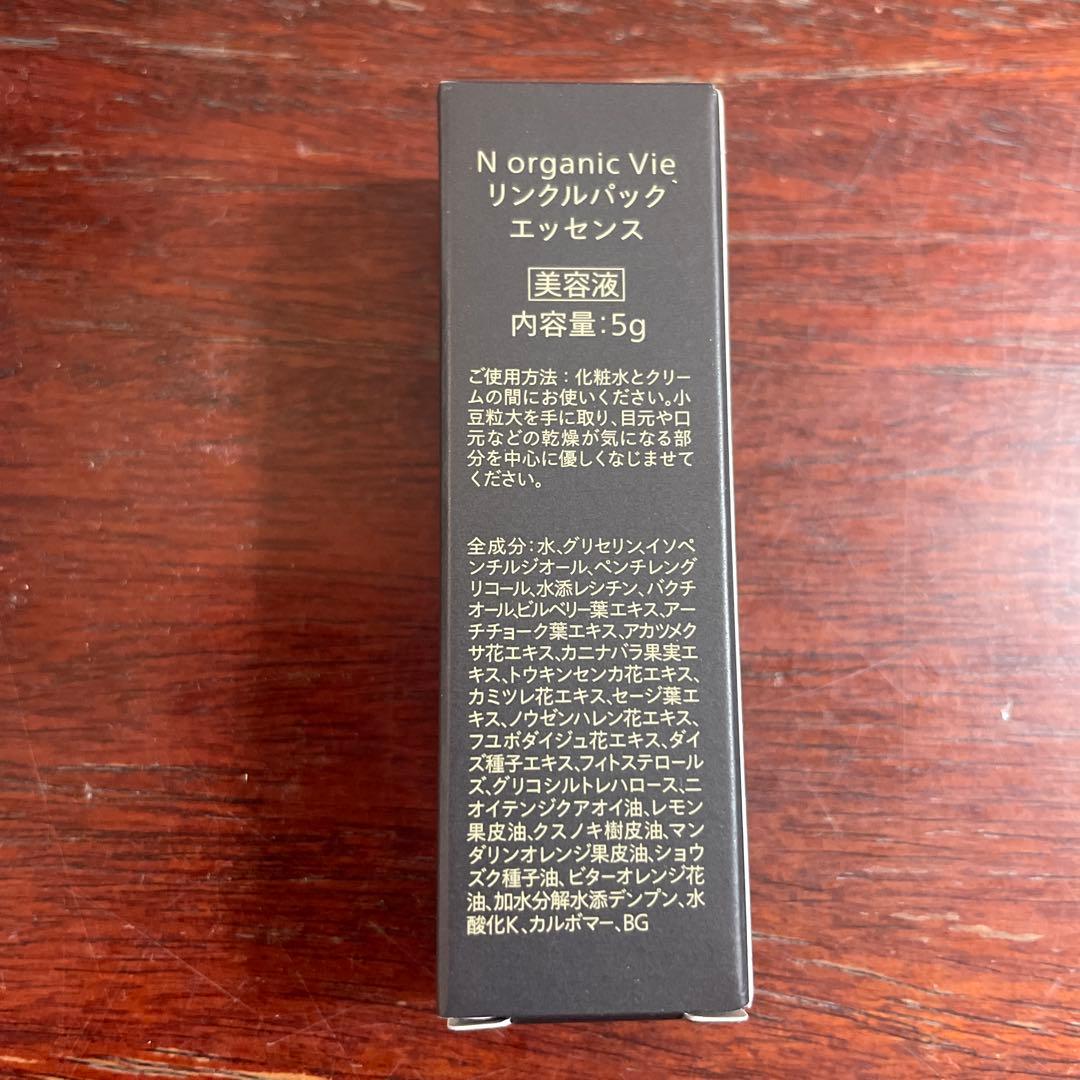 N organic Vie
リンクルパック
エッセンス
美容液
内容量：5g
ご使用方法：化粧水とクリー
ムの間にお使いください。小
豆粒大を手に取り、目元や口
元などの乾燥が気になる部
分を中心に優しくなじませて
ください。
全成分：水、グリセリン、イソペ
ンチルジオール、ペンチレング
リコール、水添レシチン、バクチ
オール、ビルベリー葉エキス、アー
チチョーク葉エキス、アカツメク
サ花エキス、カニナバラ果実エ
キス、トウキンセンカ花エキス、
カミツレ花エキス、セージ葉エ
キス、ノウゼンハレン花エキス、
フユボダイジュ花エキス、ダイ
ズ種子エキス、フィトステロール
ズ、グリコシルトレハロース、ニ
オイテンジクアオイ油、レモン
果皮油、クスノキ樹皮油、マン
ダリンオレンジ果皮油、ショウ
ズク種子油、ビターオレンジ花
油、加水分解水添デンプン、水
酸化K、カルボマー、BG